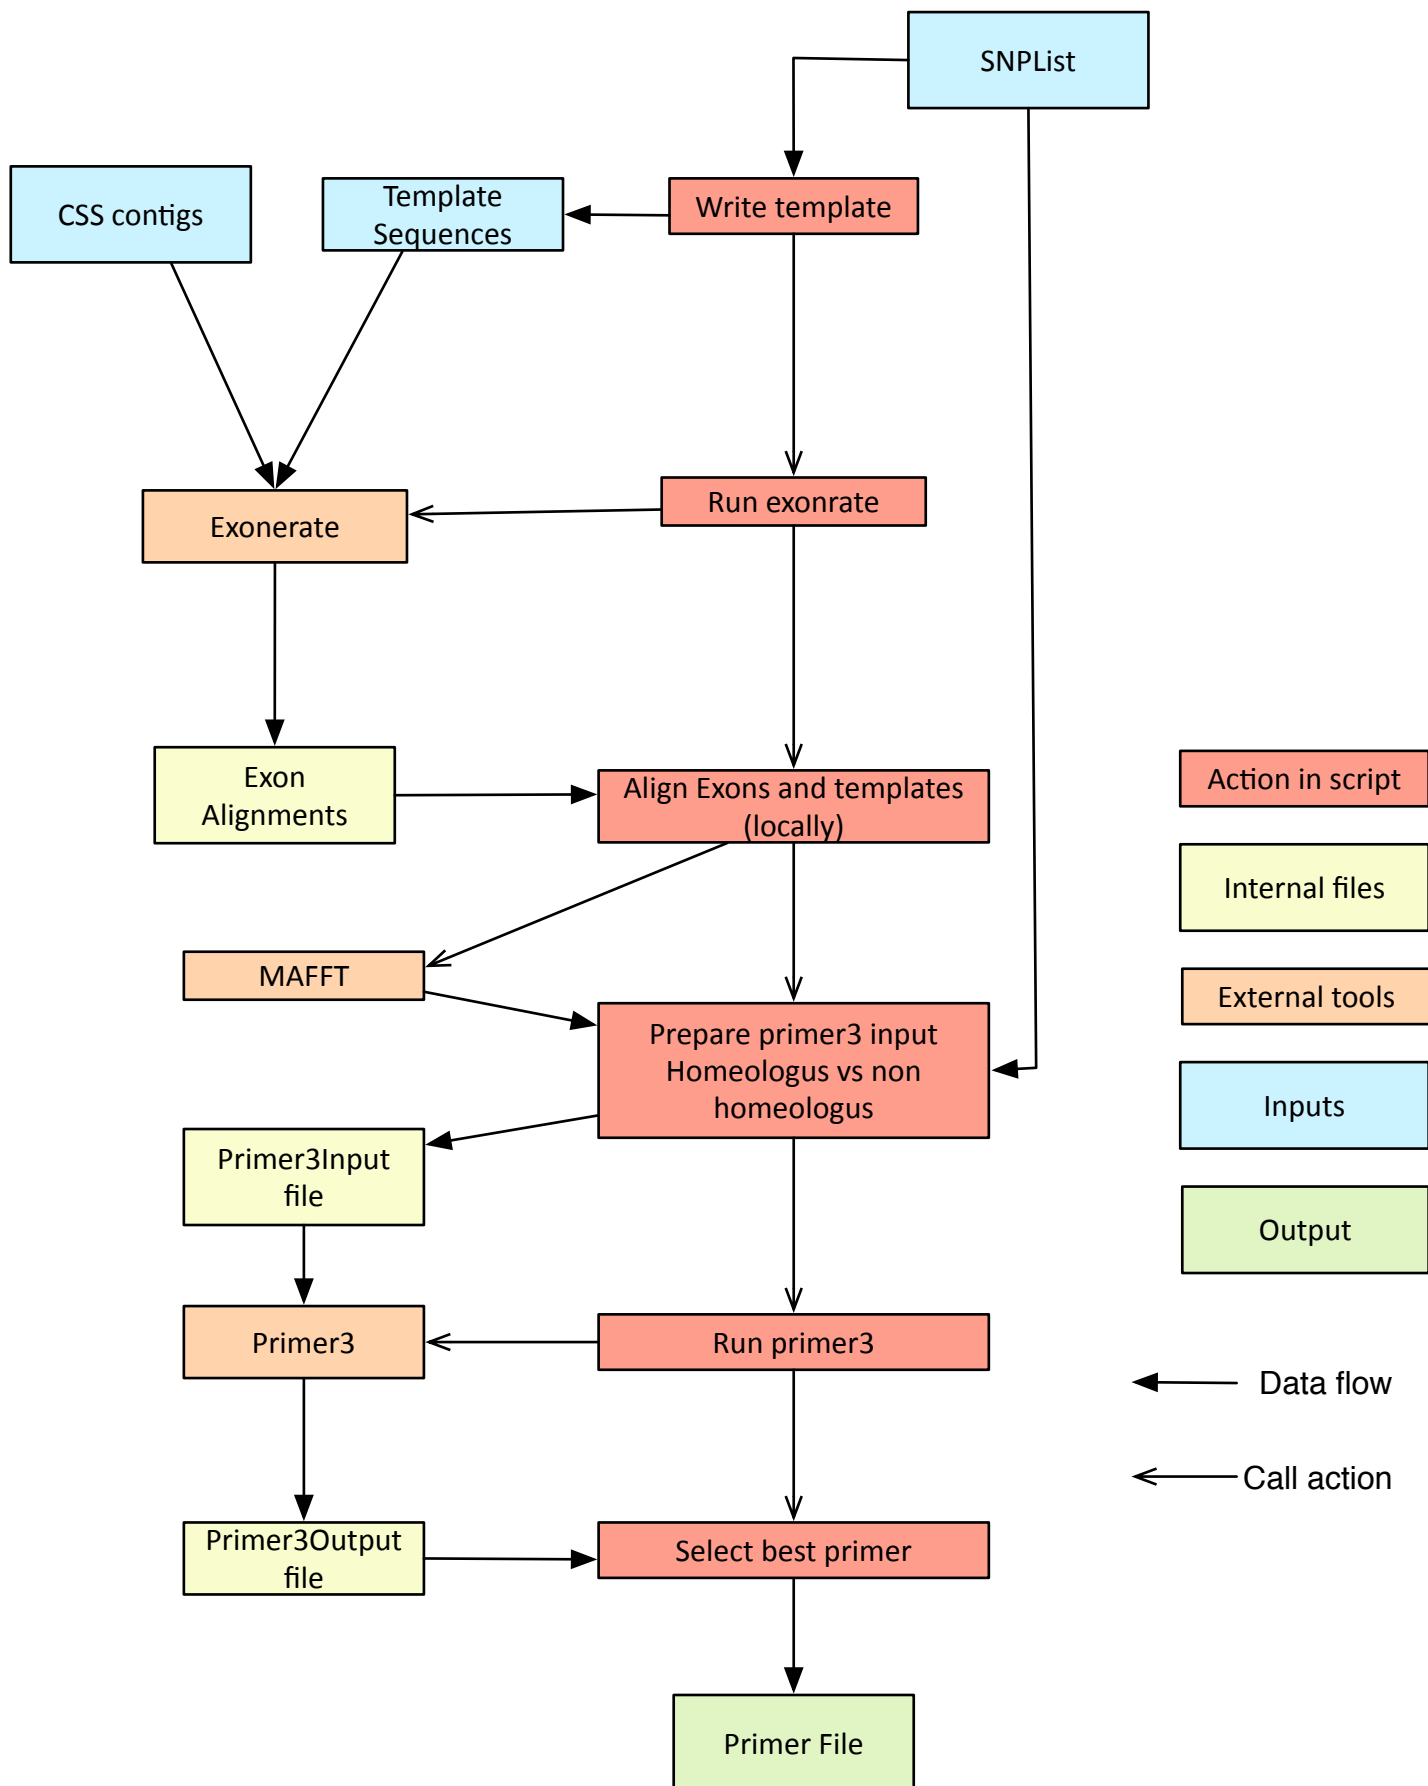 SNPList
CSS contigs
Template
Sequences
Write template
Exonerate
Run exonrate
Exon
Alignments
Align Exons and templates
(locally)
MAFFT
Prepare primer3 input
Homeologus vs non
homeologus
Primer3Input
file
Primer3
Run primer3
Primer3Output
file
Select best primer
Primer File
Action in script
Internal files
External tools
Inputs
Output
Data flow
Call action